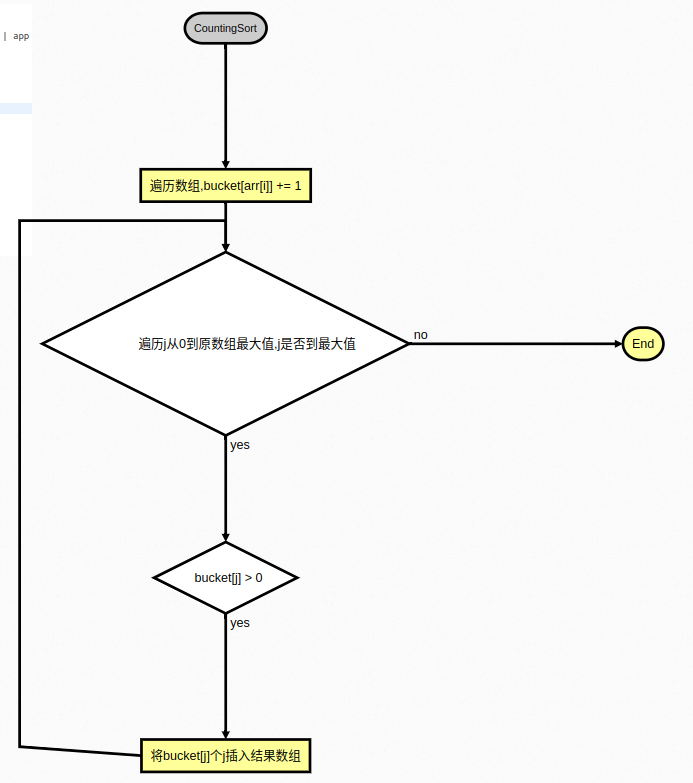 CountingSort
| app
遍历数组,bucket[arr[i]] += 1
遍历j从0到原数组最大值,j是否到最大值
no
End
yes
bucket[j] > 0
yes
将bucket[j]个j插入结果数组